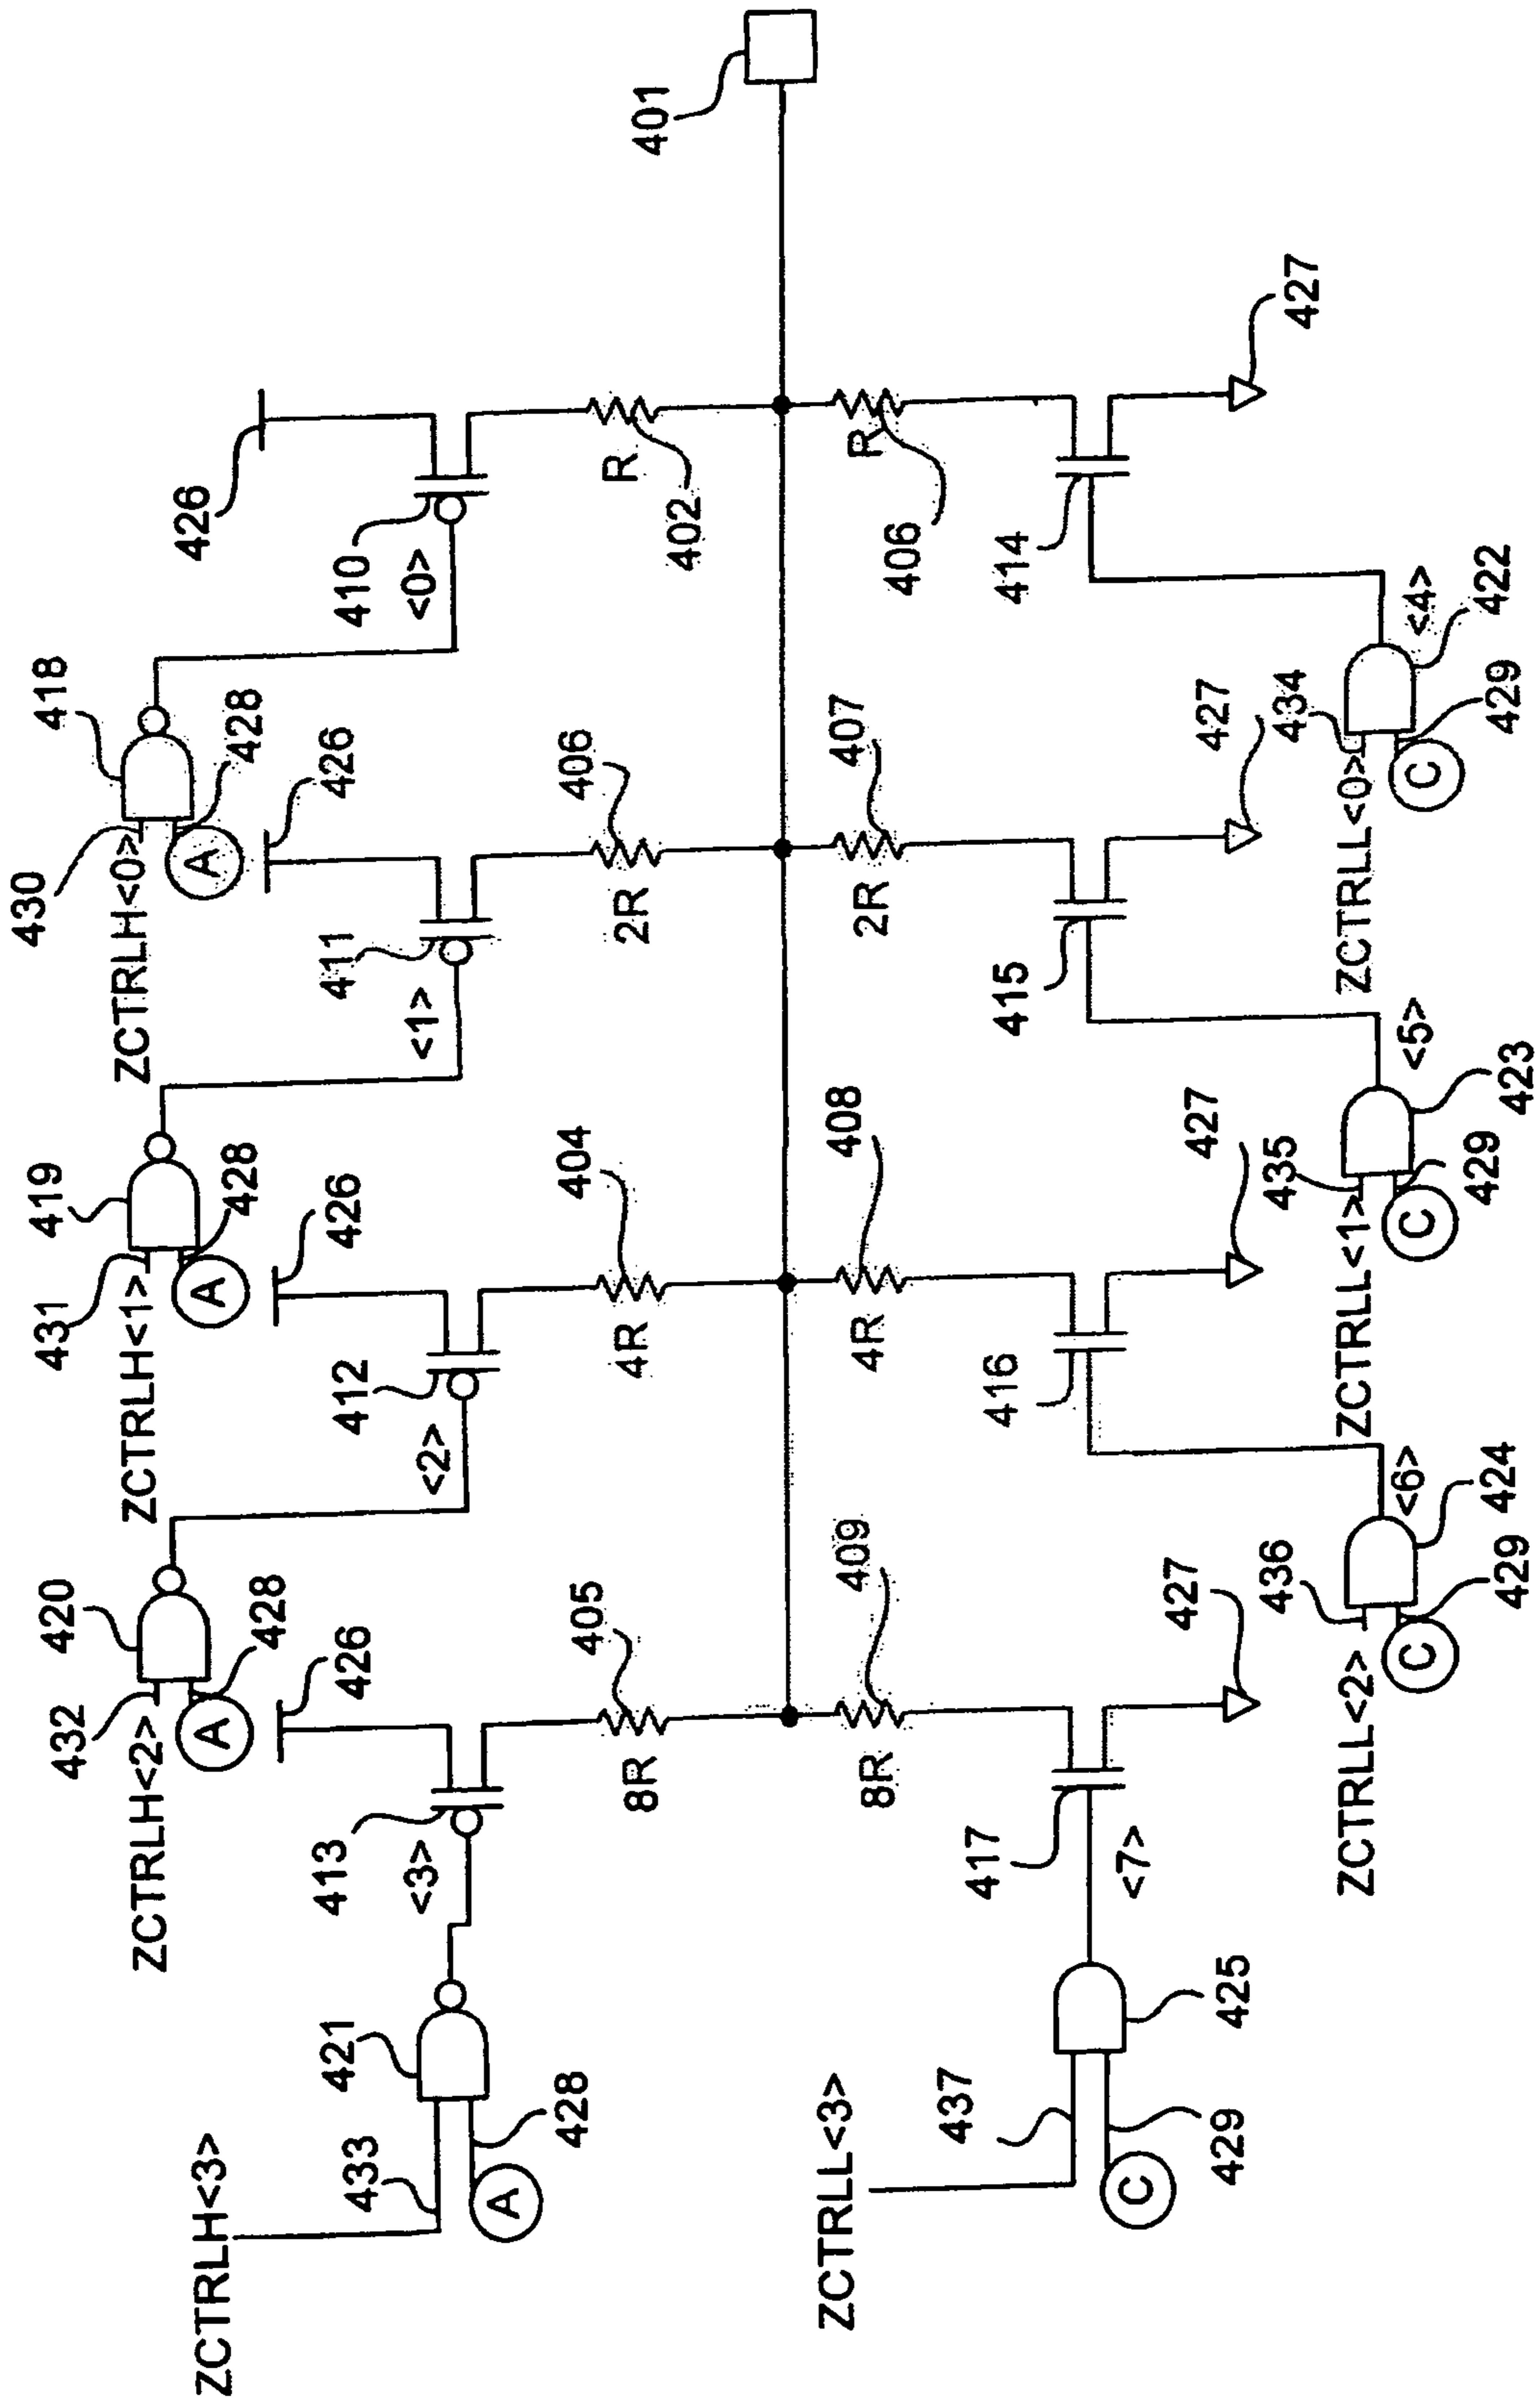 432 420 431 419 430 418
ZCTRLH<3> ZCTRLH<2> ZCTRLH<1> ZCTRLH<0>
A 428 A 428 A 428 426
433 421 426 426 426
413 412 411 410
<3> <2> <1> <0>
A 428
405 404 406
8R 4R 2R R
402 401
ZCTRLL<3> 409 408 407
8R 4R 2R R
406
437 417 416 415 414
<7>
C 429 425 427 427 427 427
436 435 434
ZCTRLL<2> ZCTRLL<1> ZCTRLL<0>
C <6> C <5> C <4>
429 424 429 423 429 422